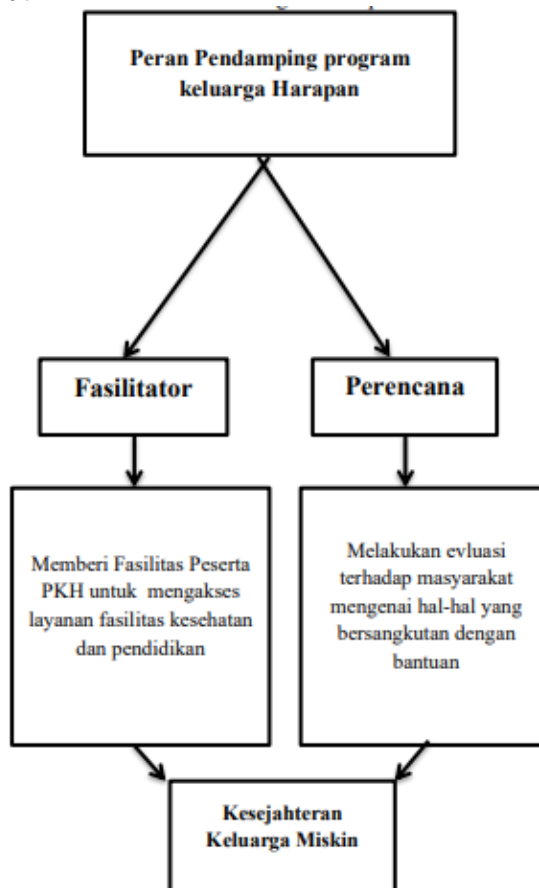 Peran Pendamping program
keluarga Harapan
Fasilitator
Perencana
Memberi Fasilitas Peserta
PKH untuk mengakses
layanan fasilitas kesehatan
dan pendidikan
Melakukan evluasi
terhadap masyarakat
mengenai hal-hal yang
bersangkutan dengan
bantuan
Kesejahteran
Keluarga Miskin